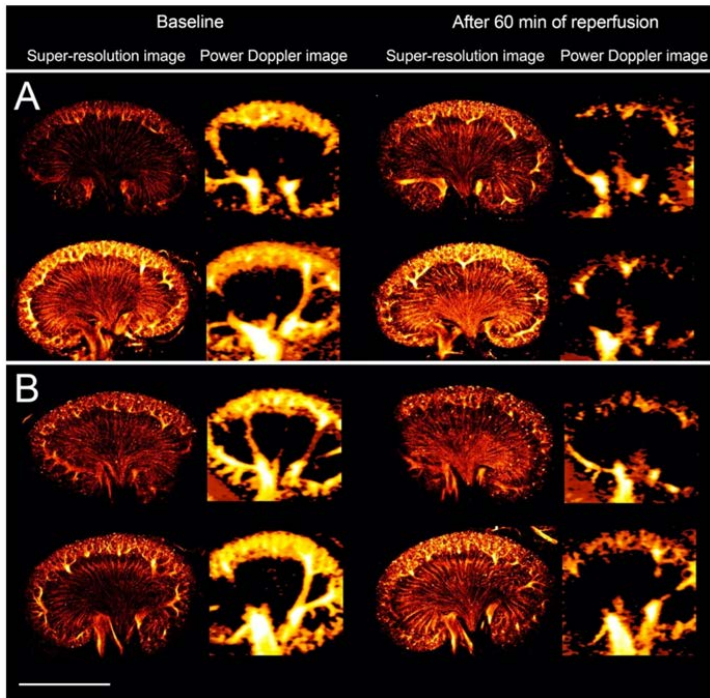 Baseline
After 60 min of reperfusion
Super-resolution image
Power Doppler image
Super-resolution image
Power Doppler image
A
B